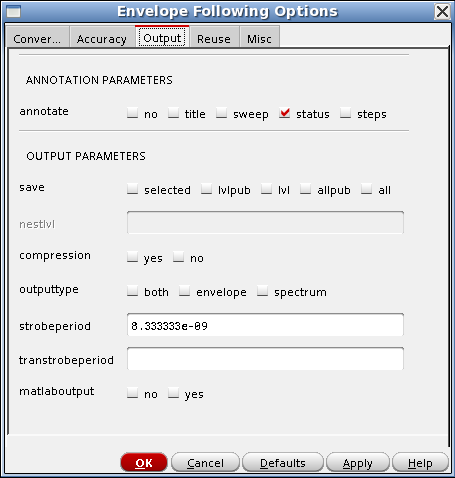 Envelope Following Options
Conver... Accuracy Output Reuse Misc
ANNOTATION PARAMETERS
annotate no title sweep status steps
OUTPUT PARAMETERS
save selected lvlpub lvl allpub all
nestlvl
compression yes no
outputtype both envelope spectrum
strobeperiod 8.333333e-09
transtrobeperiod
matlaboutput no yes
OK Cancel Defaults Apply Help